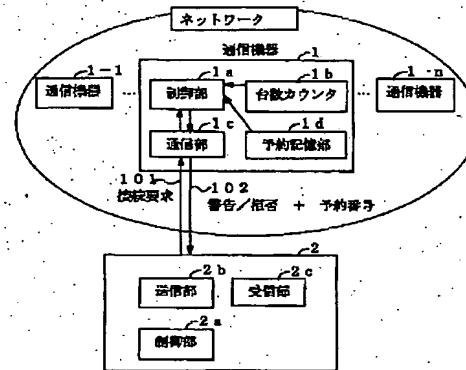 ネットワーク
通信機器 1
1-1 通信機器 …
1a 制御部
1b 台数カウンタ
… 1-n 通信機器
1c 通信部
1d 予約記憶部
101 接続要求
102 警告/拒否 + 予約番号
2
2b 送信部
2c 受信部
2a 制御部